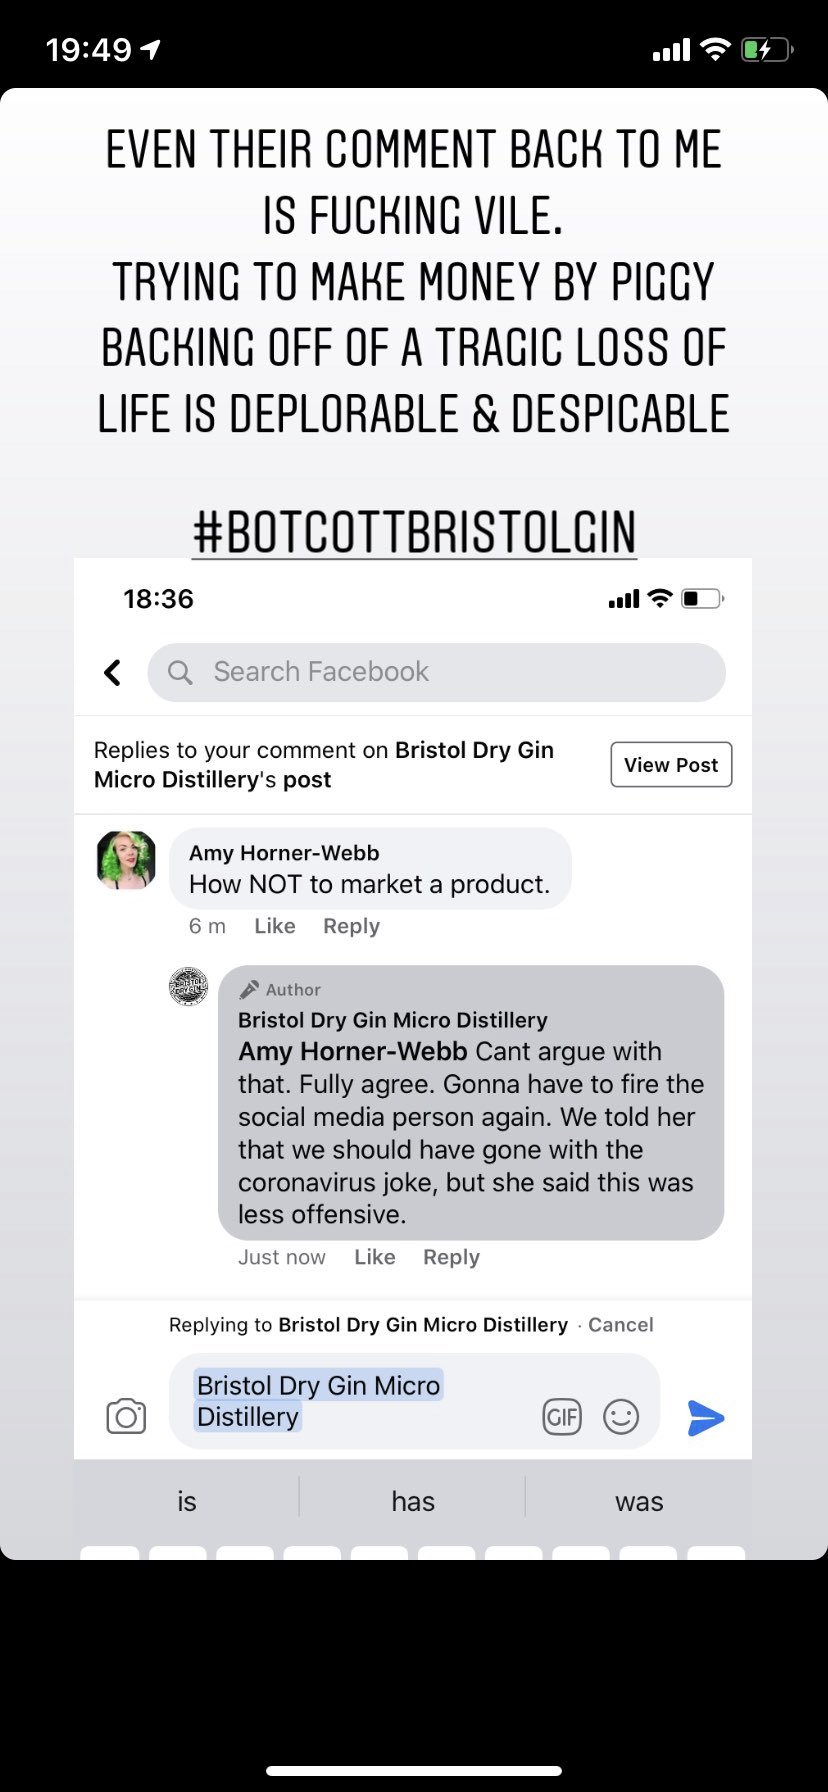 19:49
EVEN THEIR COMMENT BACK TO ME
IS FUCKING VILE.
TRYING TO MAKE MONEY BY PIGGY
BACKING OFF OF A TRAGIC LOSS OF
LIFE IS DEPLORABLE & DESPICABLE
#BOTCOTTBRISTOLGIN
18:36
Search Facebook
Replies to your comment on Bristol Dry Gin
Micro Distillery's post
View Post
Amy Horner-Webb
How NOT to market a product.
6 m Like Reply
BRISTOL
DRY GIN
Author
Bristol Dry Gin Micro Distillery
Amy Horner-Webb Cant argue with
that. Fully agree. Gonna have to fire the
social media person again. We told her
that we should have gone with the
coronavirus joke, but she said this was
less offensive.
Just now Like Reply
Replying to Bristol Dry Gin Micro Distillery · Cancel
Bristol Dry Gin Micro
Distillery
GIF
is has was